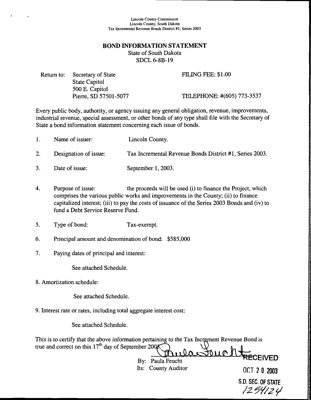 Lincoln County Commission
Lincoln County, South Dakota
Tax Incremental Revenue Bonds District #1, Series 2003
BOND INFORMATION STATEMENT
State of South Dakota
SDCL 6-8B-19
Return to: Secretary of State FILING FEE: $1.00
State Capitol
500 E. Capitol
Pierre, SD 57501-5077 TELEPHONE: #(605) 773-3537
Every public body, authority, or agency issuing any general obligation, revenue, improvements,
industrial revenue, special assessment, or other bonds of any type shall file with the Secretary of
State a bond information statement concerning each issue of bonds.
1. Name of issuer: Lincoln County.
2. Designation of issue: Tax Incremental Revenue Bonds District #1, Series 2003.
3. Date of issue: September 1, 2003.
4. Purpose of issue: the proceeds will be used (i) to finance the Project, which
comprises the various public works and improvements in the County; (ii) to finance
capitalized interest; (iii) to pay the costs of issuance of the Series 2003 Bonds and (iv) to
fund a Debt Service Reserve Fund.
5. Type of bond: Tax-exempt.
6. Principal amount and denomination of bond: $585,000
7. Paying dates of principal and interest:
See attached Schedule.
8. Amortization schedule:
See attached Schedule.
9. Interest rate or rates, including total aggregate interest cost:
See attached Schedule.
This is to certify that the above information pertaining to the Tax Increment Revenue Bond is
true and correct on this 17th day of September 2003.
Paula Feucht
By: Paula Feucht
Its: County Auditor
RECEIVED
OCT 20 2003
S.D. SEC. OF STATE
1254124